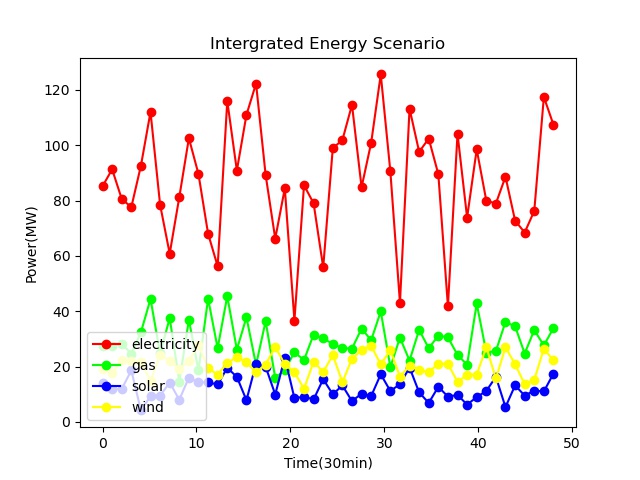 Intergrated Energy Scenario
Power(MW)
120
100
80
60
40
20
0
electricity
gas
solar
wind
0 10 20 30 40 50
Time(30min)